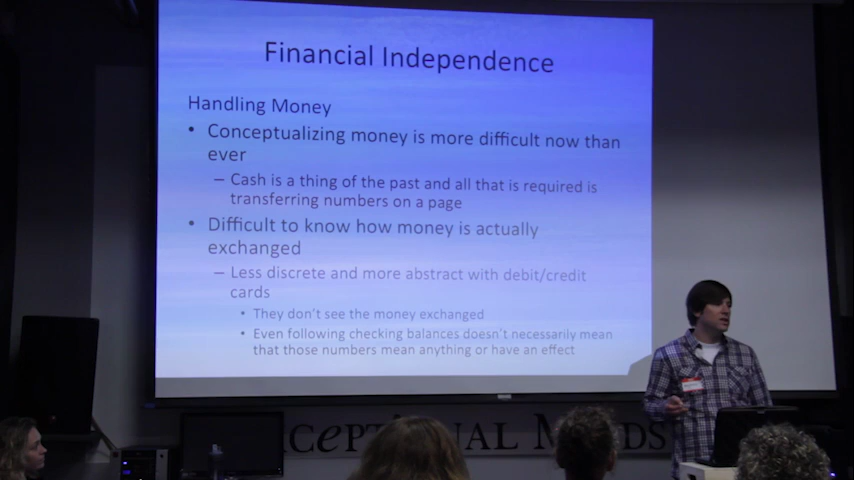 Financial Independence
Handling Money
• Conceptualizing money is more difficult now than
ever
– Cash is a thing of the past and all that is required is
transferring numbers on a page
• Difficult to know how money is actually
exchanged
– Less discrete and more abstract with debit/credit
cards
• They don't see the money exchanged
• Even following checking balances doesn't necessarily mean
that those numbers mean anything or have an effect